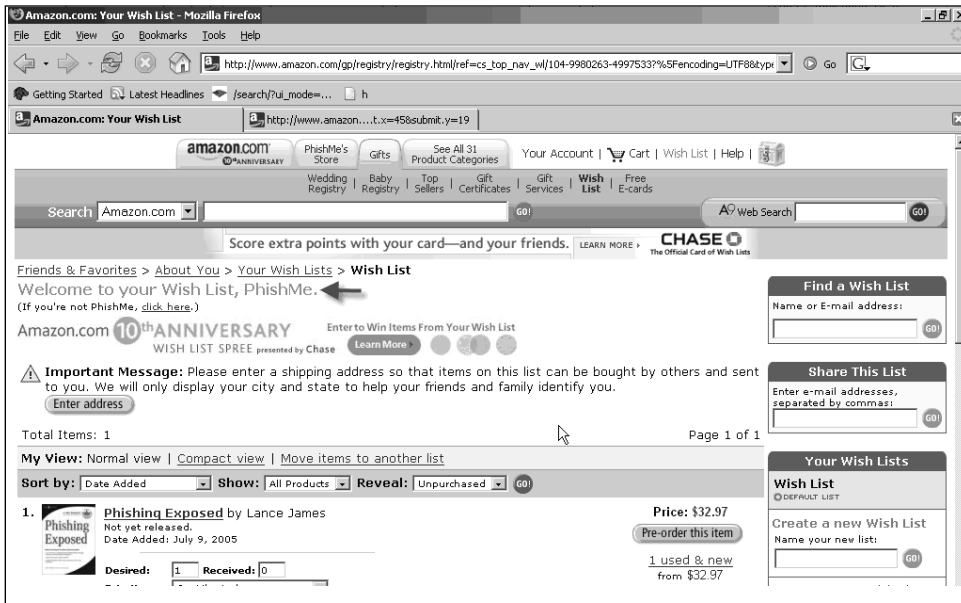 Amazon.com: Your Wish List - Mozilla Firefox
File Edit View Go Bookmarks Tools Help
http://www.amazon.com/gp/registry/registry.html/ref=cs_top_nav_wl/104-9980263-4997533?%5Fencoding=UTF8&type
Go
Getting Started Latest Headlines /search/?ui_mode=... h
Amazon.com: Your Wish List http://www.amazon....t.x=45&submit.y=19
amazon.com 10th ANNIVERSARY PhishMe's Store Gifts See All 31 Product Categories Your Account | Cart | Wish List | Help |
Wedding Registry | Baby Registry | Top Sellers | Gift Certificates | Gift Services | Wish List | Free E-cards
Search Amazon.com GO! A9 Web Search GO!
Score extra points with your card—and your friends. LEARN MORE CHASE
The Official Card of Wish Lists
Friends & Favorites > About You > Your Wish Lists > Wish List
Welcome to your Wish List, PhishMe.
(If you're not PhishMe, click here.)
Amazon.com 10th ANNIVERSARY
WISH LIST SPREE presented by Chase
Enter to Win Items From Your Wish List
Learn More
Important Message: Please enter a shipping address so that items on this list can be bought by others and sent
to you. We will only display your city and state to help your friends and family identify you.
Enter address
Total Items: 1 Page 1 of 1
My View: Normal view | Compact view | Move items to another list
Sort by: Date Added Show: All Products Reveal: Unpurchased GO!
1. Phishing Exposed
Phishing Exposed by Lance James
Not yet released.
Date Added: July 9, 2005
Desired: 1 Received: 0
Price: $32.97
Pre-order this item
1 used & new
from $32.97
Find a Wish List
Name or E-mail address:
GO!
Share This List
Enter e-mail addresses,
separated by commas:
GO!
Your Wish Lists
Wish List
DEFAULT LIST
Create a new Wish List
Name your new list:
GO!